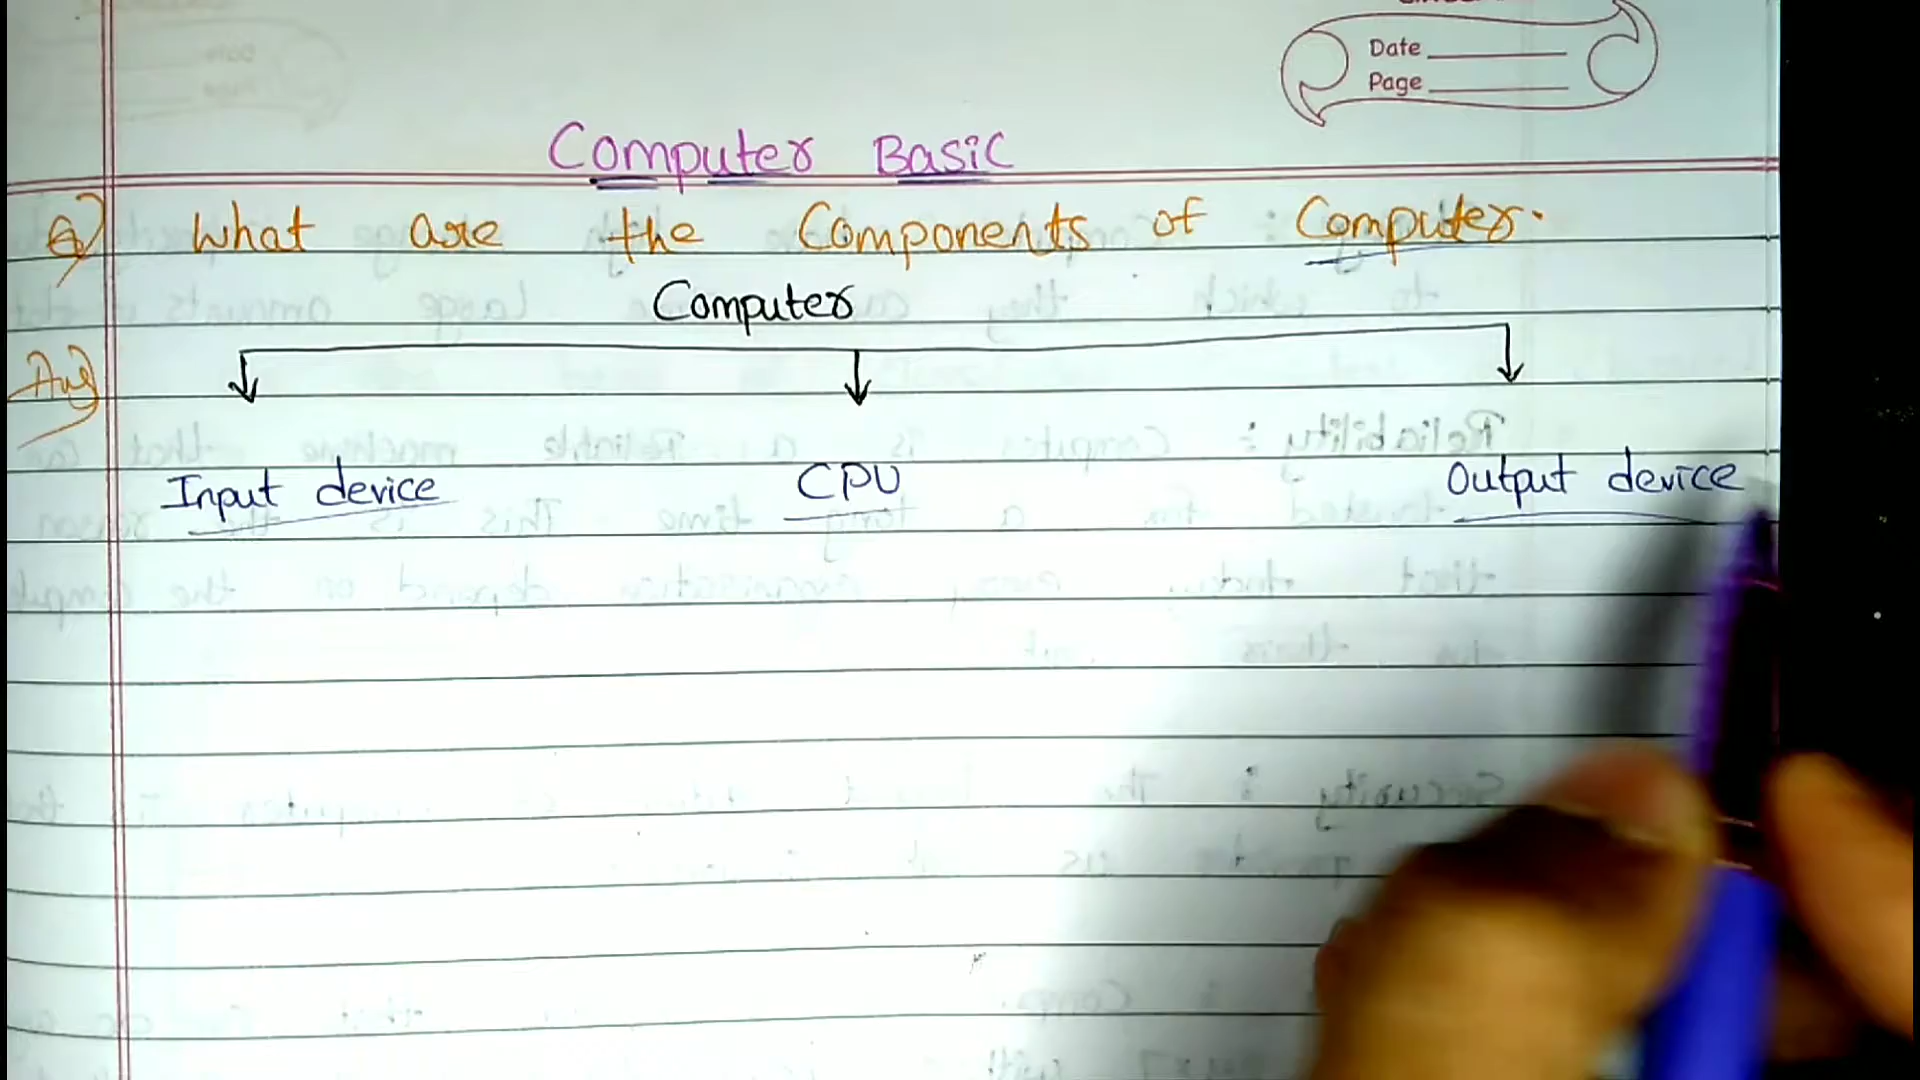 Date
Page
Computer Basic
Q) What are the Components of Computer.
Computer
Ans
Input device CPU Output device